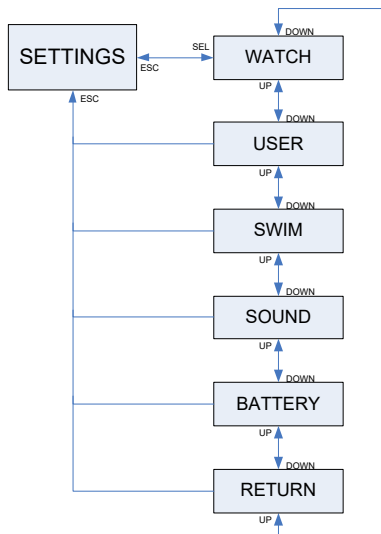 DOWN
SETTINGS
SEL
WATCH
ESC
ESC
UP
DOWN
USER
UP
DOWN
SWIM
UP
DOWN
SOUND
UP
DOWN
BATTERY
UP
DOWN
RETURN
UP